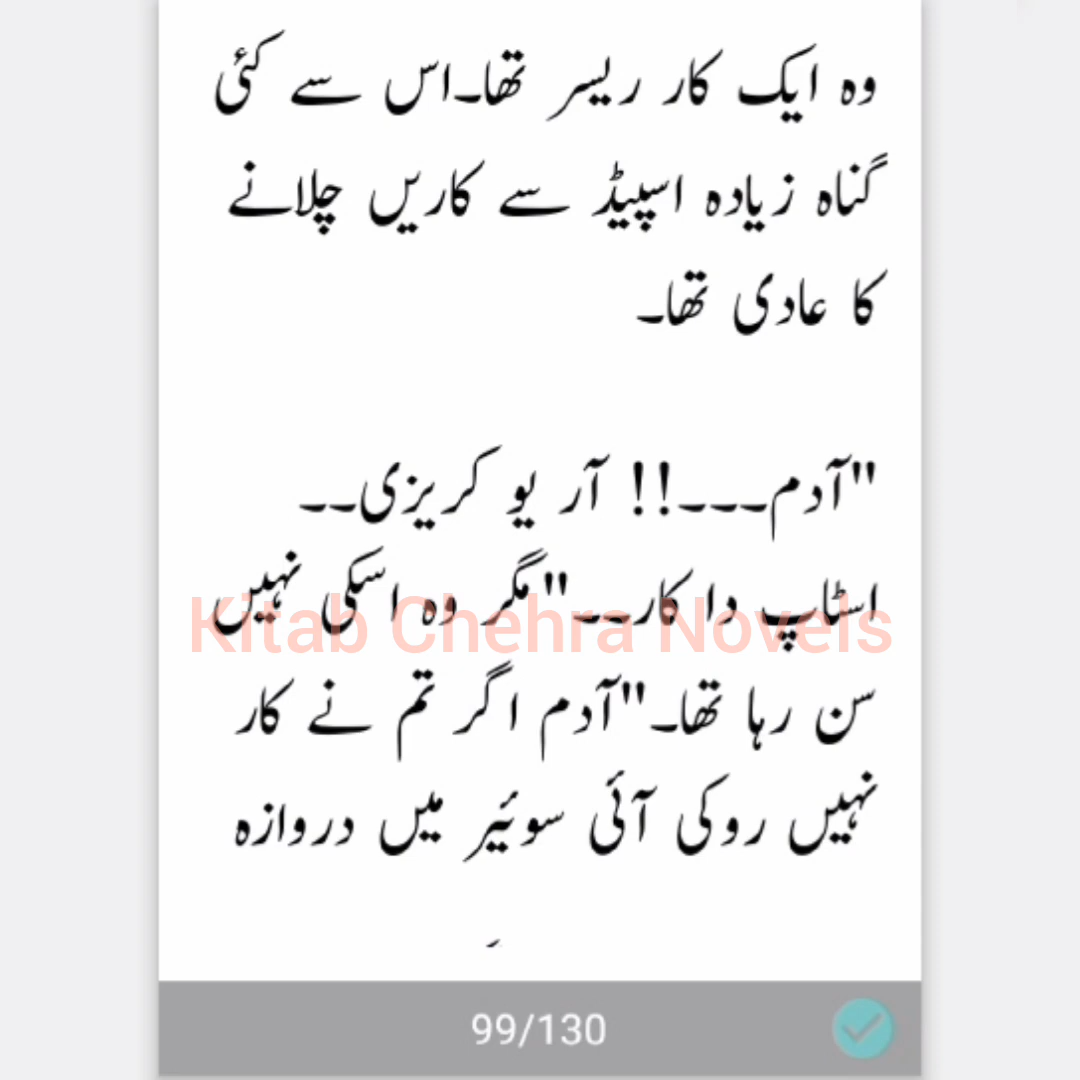 وہ ایک کار ریسر تھا۔اس سے کئی
گناہ زیادہ اسپیڈ سے کاریں چلانے
کا عادی تھا۔
"آدم۔۔۔!! آر یو کریزی۔۔
اسٹاپ دا کار۔۔"مگر وہ اسکی نہیں
سن رہا تھا۔"آدم اگر تم نے کار
نہیں روکی آئی سوئیر میں دروازہ
Kitab Chehra Novels
99/130